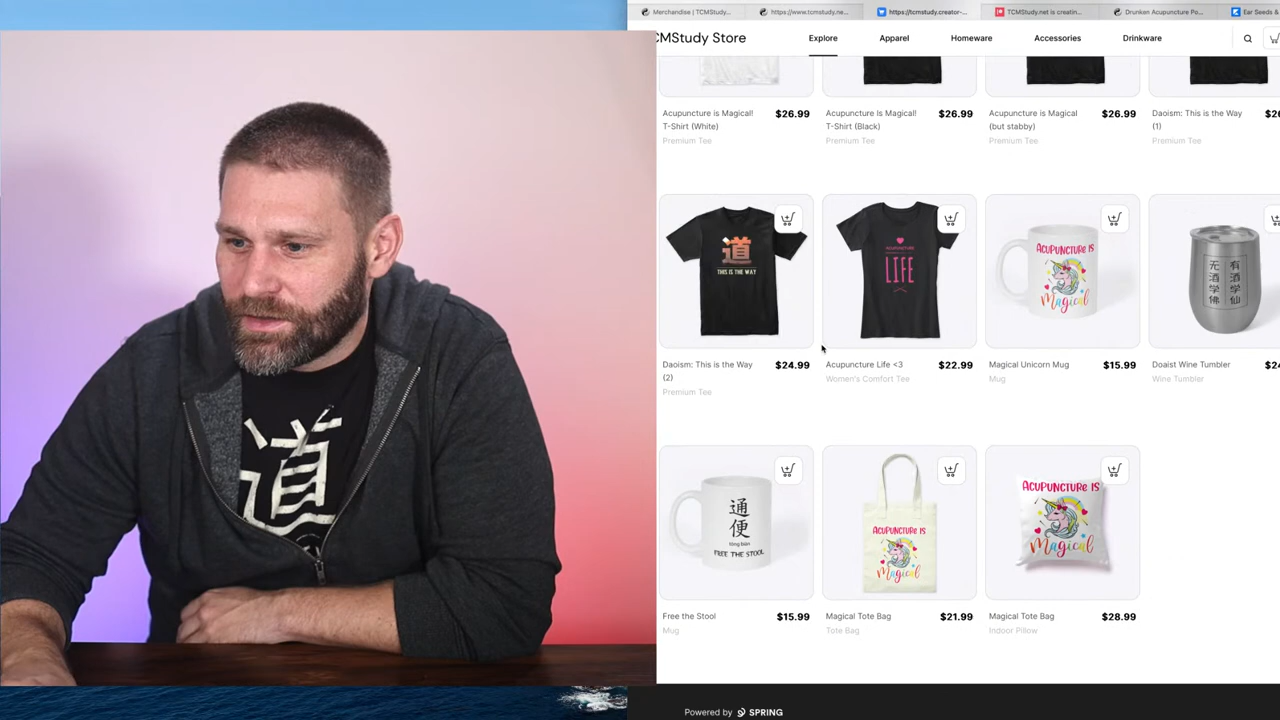 Merchandise | TCMStudy...
https://www.tcmstudy.ne...
https://tcmstudy.creator-...
TCMStudy.net is creatin...
Drunken Acupuncture Po...
Ear Seeds &
CMStudy Store
Explore
Apparel
Homeware
Accessories
Drinkware
Acupuncture is Magical! T-Shirt (White)
$26.99
Premium Tee
Acupuncture Is Magical! T-Shirt (Black)
$26.99
Premium Tee
Acupuncture is Magical (but stabby)
$26.99
Premium Tee
Daoism: This is the Way (1)
Premium Tee
道
道
THIS IS THE WAY
ACUPUNCTURE
LIFE
ACUPUNCTURE IS
Magical
无酒学佛
有酒学仙
Daoism: This is the Way (2)
$24.99
Premium Tee
Acupuncture Life <3
$22.99
Women's Comfort Tee
Magical Unicorn Mug
$15.99
Mug
Doaist Wine Tumbler
Wine Tumbler
通便
tōng biàn
FREE THE STOOL
ACUPUNCTURE IS
Magical
ACUPUNCTURE IS
Magical
Free the Stool
$15.99
Mug
Magical Tote Bag
$21.99
Tote Bag
Magical Tote Bag
$28.99
Indoor Pillow
Powered by SPRING